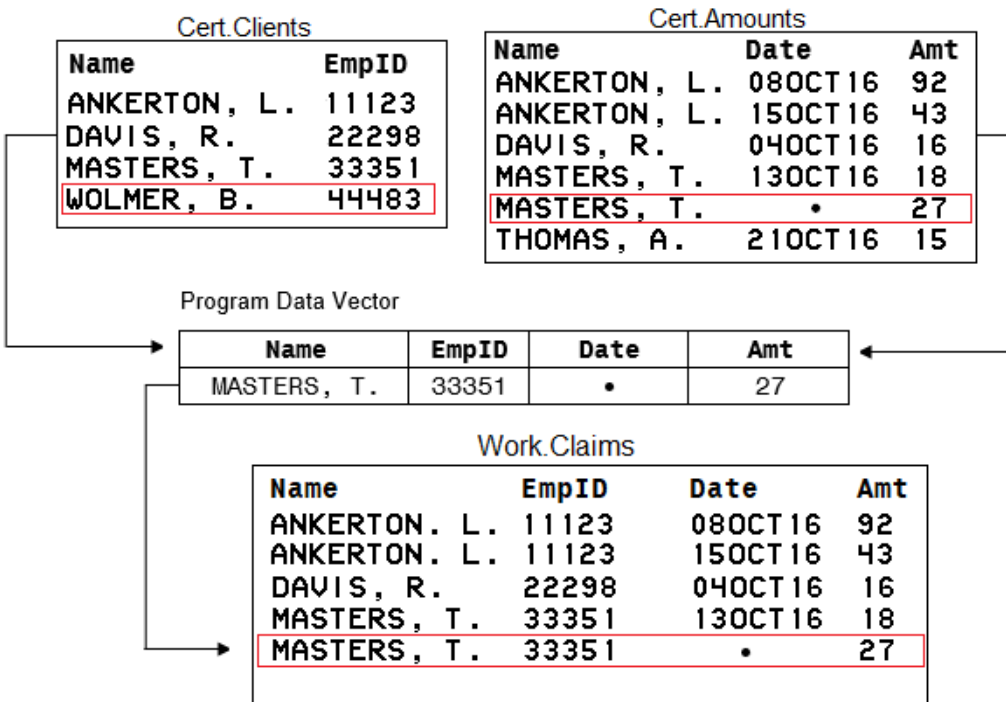 Cert.Clients
Name EmpID
ANKERTON, L. 11123
DAVIS, R. 22298
MASTERS, T. 33351
WOLMER, B. 44483
Cert.Amounts
Name Date Amt
ANKERTON, L. 08OCT16 92
ANKERTON, L. 15OCT16 43
DAVIS, R. 04OCT16 16
MASTERS, T. 13OCT16 18
MASTERS, T. • 27
THOMAS, A. 21OCT16 15
Program Data Vector
Name EmpID Date Amt
MASTERS, T. 33351 • 27
Work.Claims
Name EmpID Date Amt
ANKERTON. L. 11123 08OCT16 92
ANKERTON. L. 11123 15OCT16 43
DAVIS, R. 22298 04OCT16 16
MASTERS, T. 33351 13OCT16 18
MASTERS, T. 33351 • 27